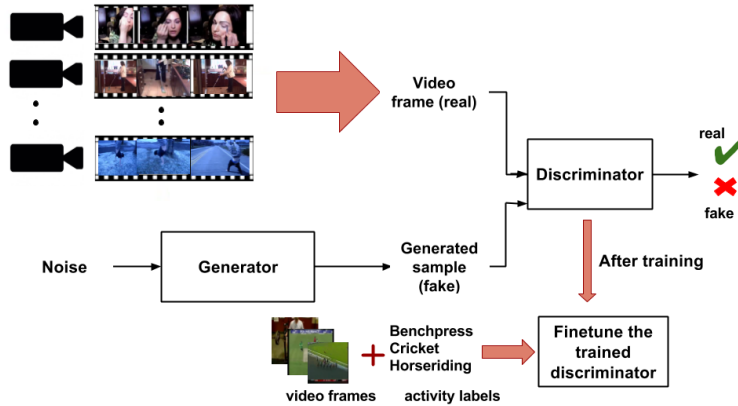 Video
frame (real)
real
Discriminator
fake
Noise
Generator
Generated
sample
(fake)
After training
Benchpress
Cricket
Horseriding
Finetune the
trained
discriminator
video frames
activity labels